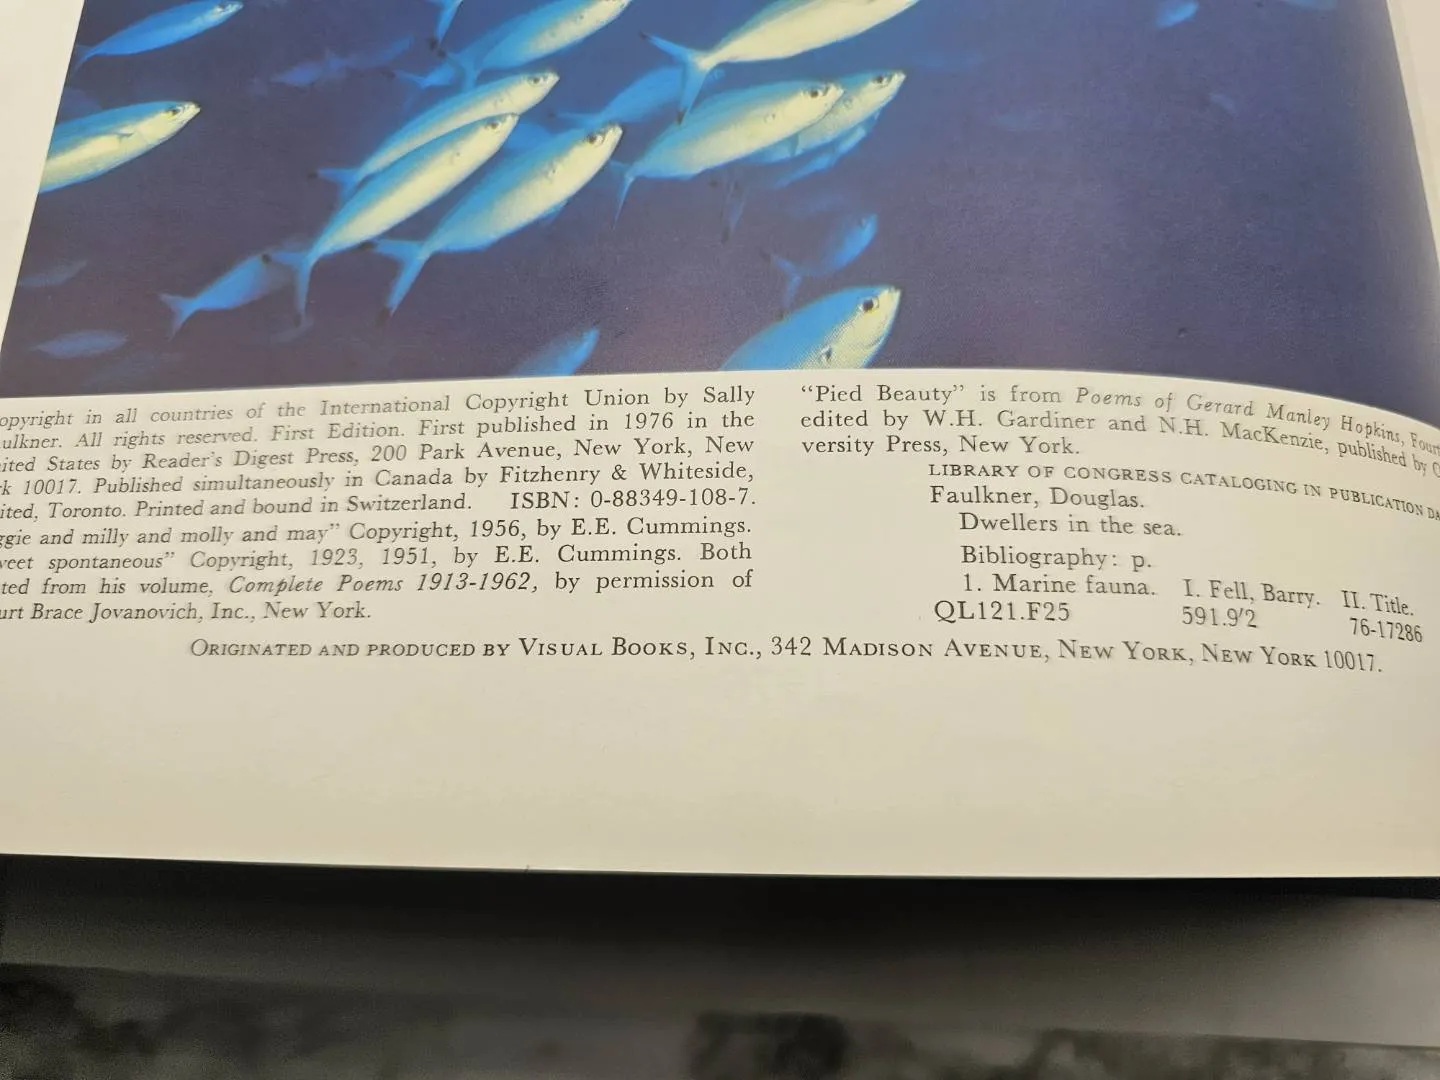 opyright in all countries of the International Copyright Union by Sally
ulkner. All rights reserved. First Edition. First published in 1976 in the
ited States by Reader's Digest Press, 200 Park Avenue, New York, New
k 10017. Published simultaneously in Canada by Fitzhenry & Whiteside,
ited, Toronto. Printed and bound in Switzerland. ISBN: 0-88349-108-7.
ggie and milly and molly and may" Copyright, 1956, by E.E. Cummings.
weet spontaneous" Copyright, 1923, 1951, by E.E. Cummings. Both
ted from his volume, Complete Poems 1913-1962, by permission of
urt Brace Jovanovich, Inc., New York.
"Pied Beauty" is from Poems of Gerard Manley Hopkins, Fourt
edited by W.H. Gardiner and N.H. MacKenzie, published by O
versity Press, New York.
LIBRARY OF CONGRESS CATALOGING IN PUBLICATION DA
Faulkner, Douglas.
Dwellers in the sea.
Bibliography: p.
1. Marine fauna. I. Fell, Barry. II. Title.
QL121.F25 591.9'2 76-17286
ORIGINATED AND PRODUCED BY VISUAL BOOKS, INC., 342 MADISON AVENUE, NEW YORK, NEW YORK 10017.